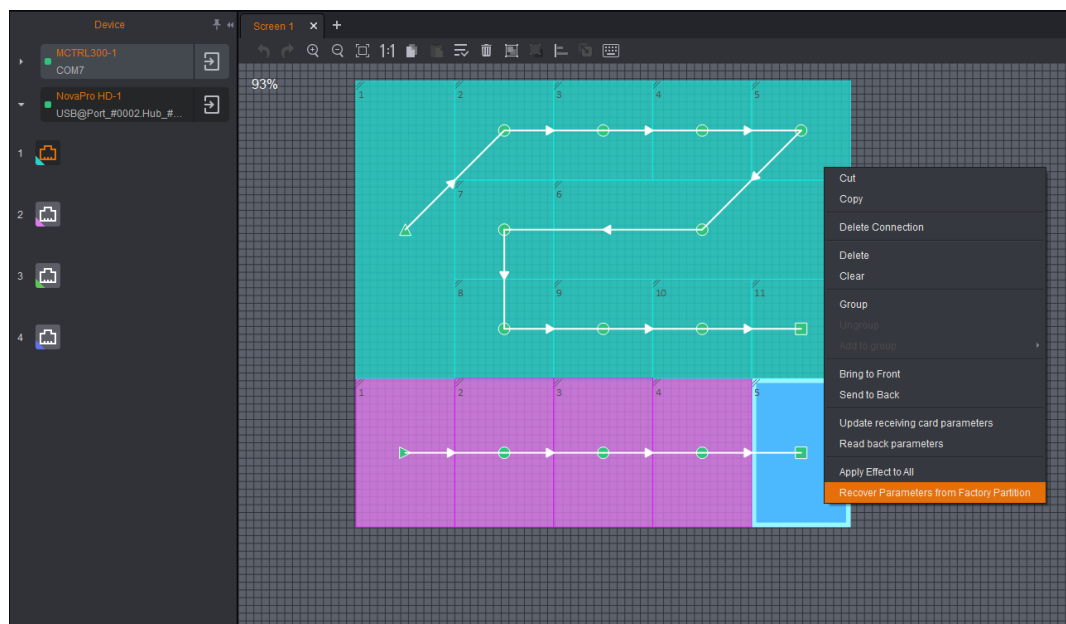 Device
Screen 1
MCTRL300-1
COM7
NovaPro HD-1
USB@Port_#0002.Hub_#...
1
2
3
4
1:1
93%
1
2
3
4
5
7
6
8
9
10
11
1
2
3
4
5
Cut
Copy
Delete Connection
Delete
Clear
Group
Ungroup
Add to group
Bring to Front
Send to Back
Update receiving card parameters
Read back parameters
Apply Effect to All
Recover Parameters from Factory Partition